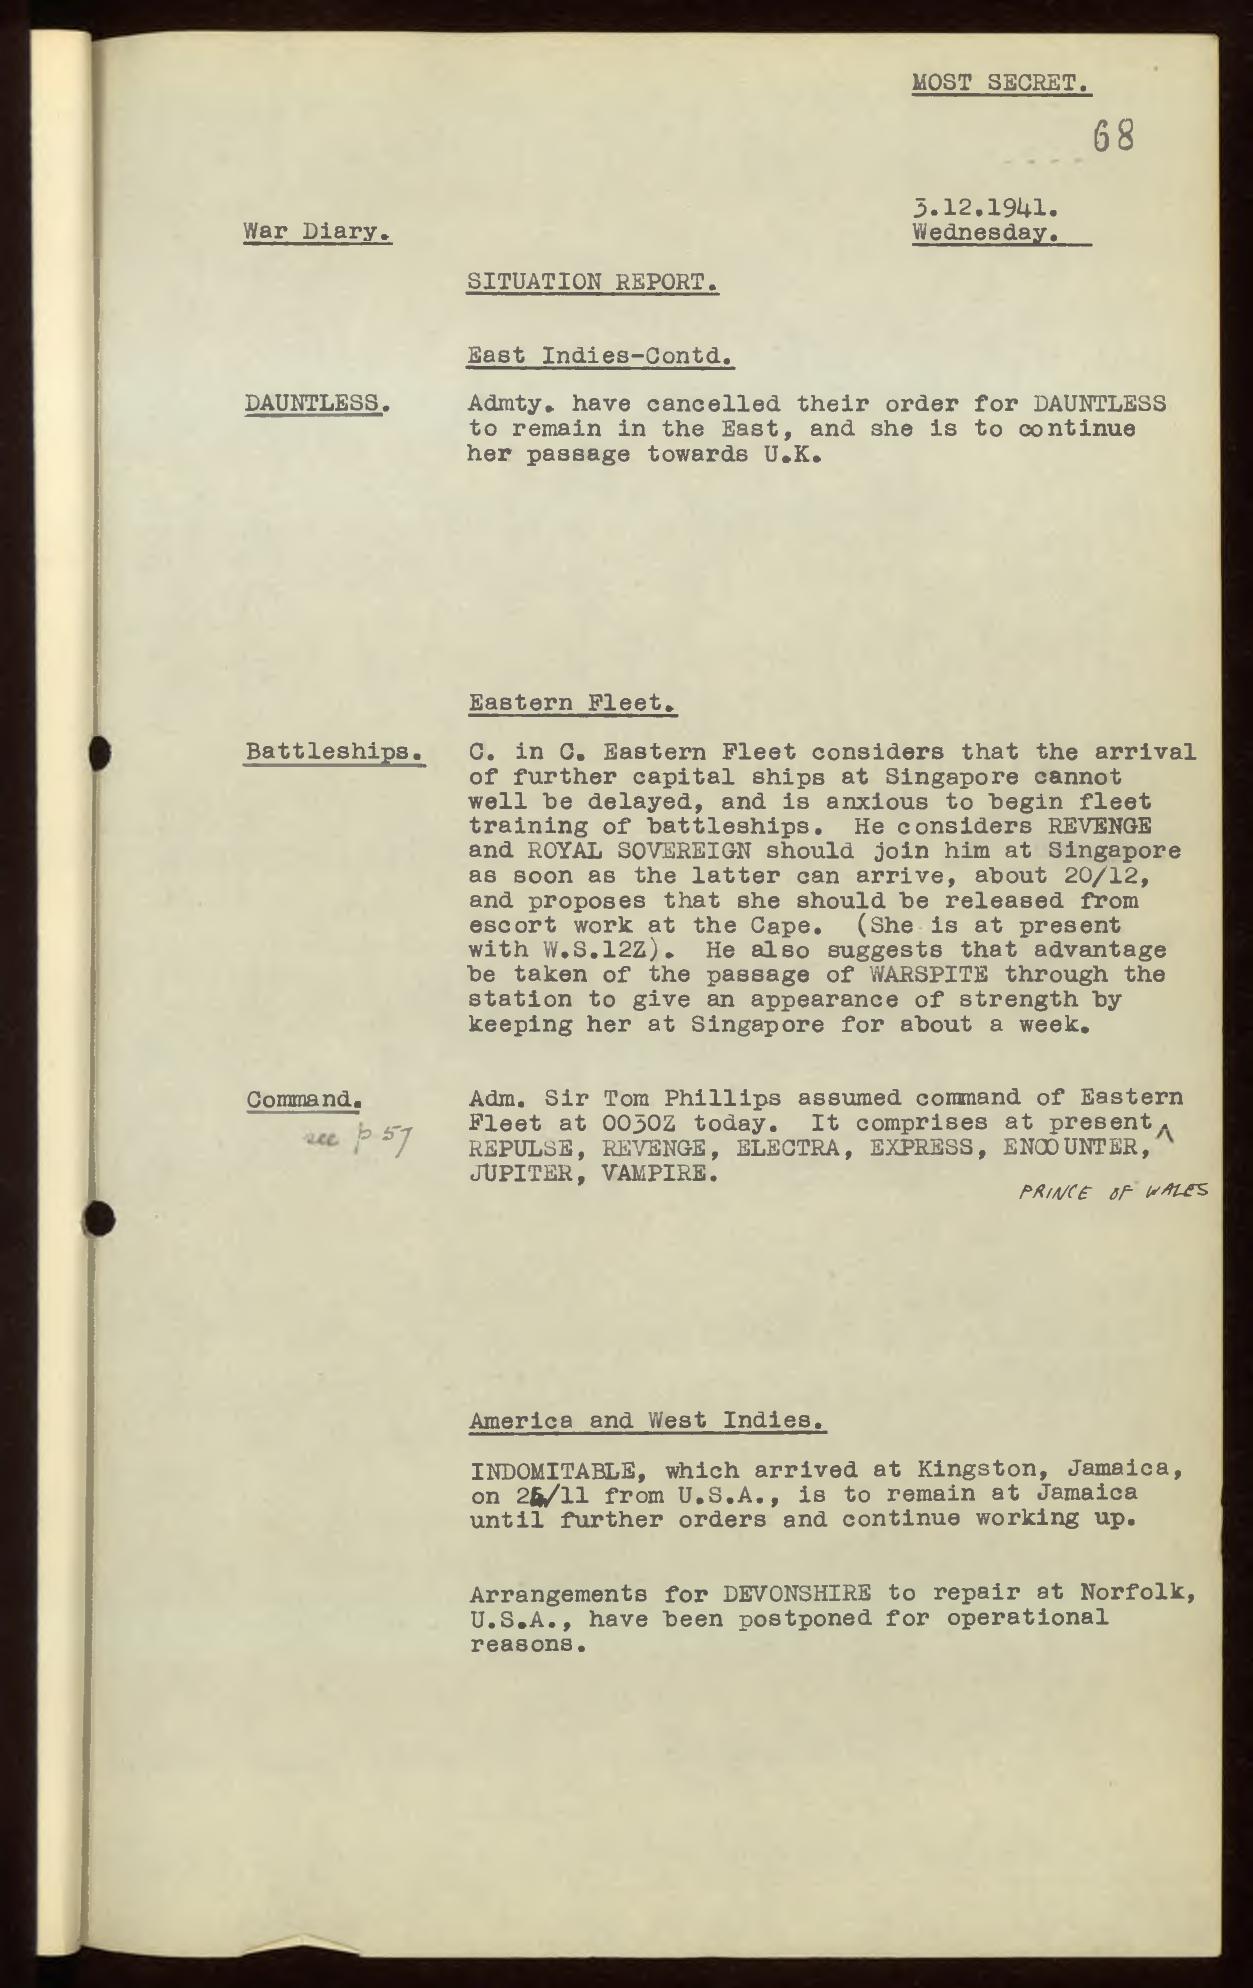 MOST SECRET.
68
3.12.1941.
War Diary.
Wednesday.
SITUATION REPORT.
East Indies-Contd.
DAUNTLESS. Admty. have cancelled their order for DAUNTLESS
to remain in the East, and she is to continue
her passage towards U.K.
Eastern Fleet.
Battleships. C. in C. Eastern Fleet considers that the arrival
of further capital ships at Singapore cannot
well be delayed, and is anxious to begin fleet
training of battleships. He considers REVENGE
and ROYAL SOVEREIGN should join him at Singapore
as soon as the latter can arrive, about 20/12,
and proposes that she should be released from
escort work at the Cape. (She is at present
with W.S.12Z). He also suggests that advantage
be taken of the passage of WARSPITE through the
station to give an appearance of strength by
keeping her at Singapore for about a week.
Command. Adm. Sir Tom Phillips assumed command of Eastern
Fleet at 0030Z today. It comprises at present ^
see p 57
REPULSE, REVENGE, ELECTRA, EXPRESS, ENCOUNTER,
JUPITER, VAMPIRE.
PRINCE OF WALES
America and West Indies.
INDOMITABLE, which arrived at Kingston, Jamaica,
on /11 from U.S.A., is to remain at Jamaica
until further orders and continue working up.
Arrangements for DEVONSHIRE to repair at Norfolk,
U.S.A., have been postponed for operational
reasons.